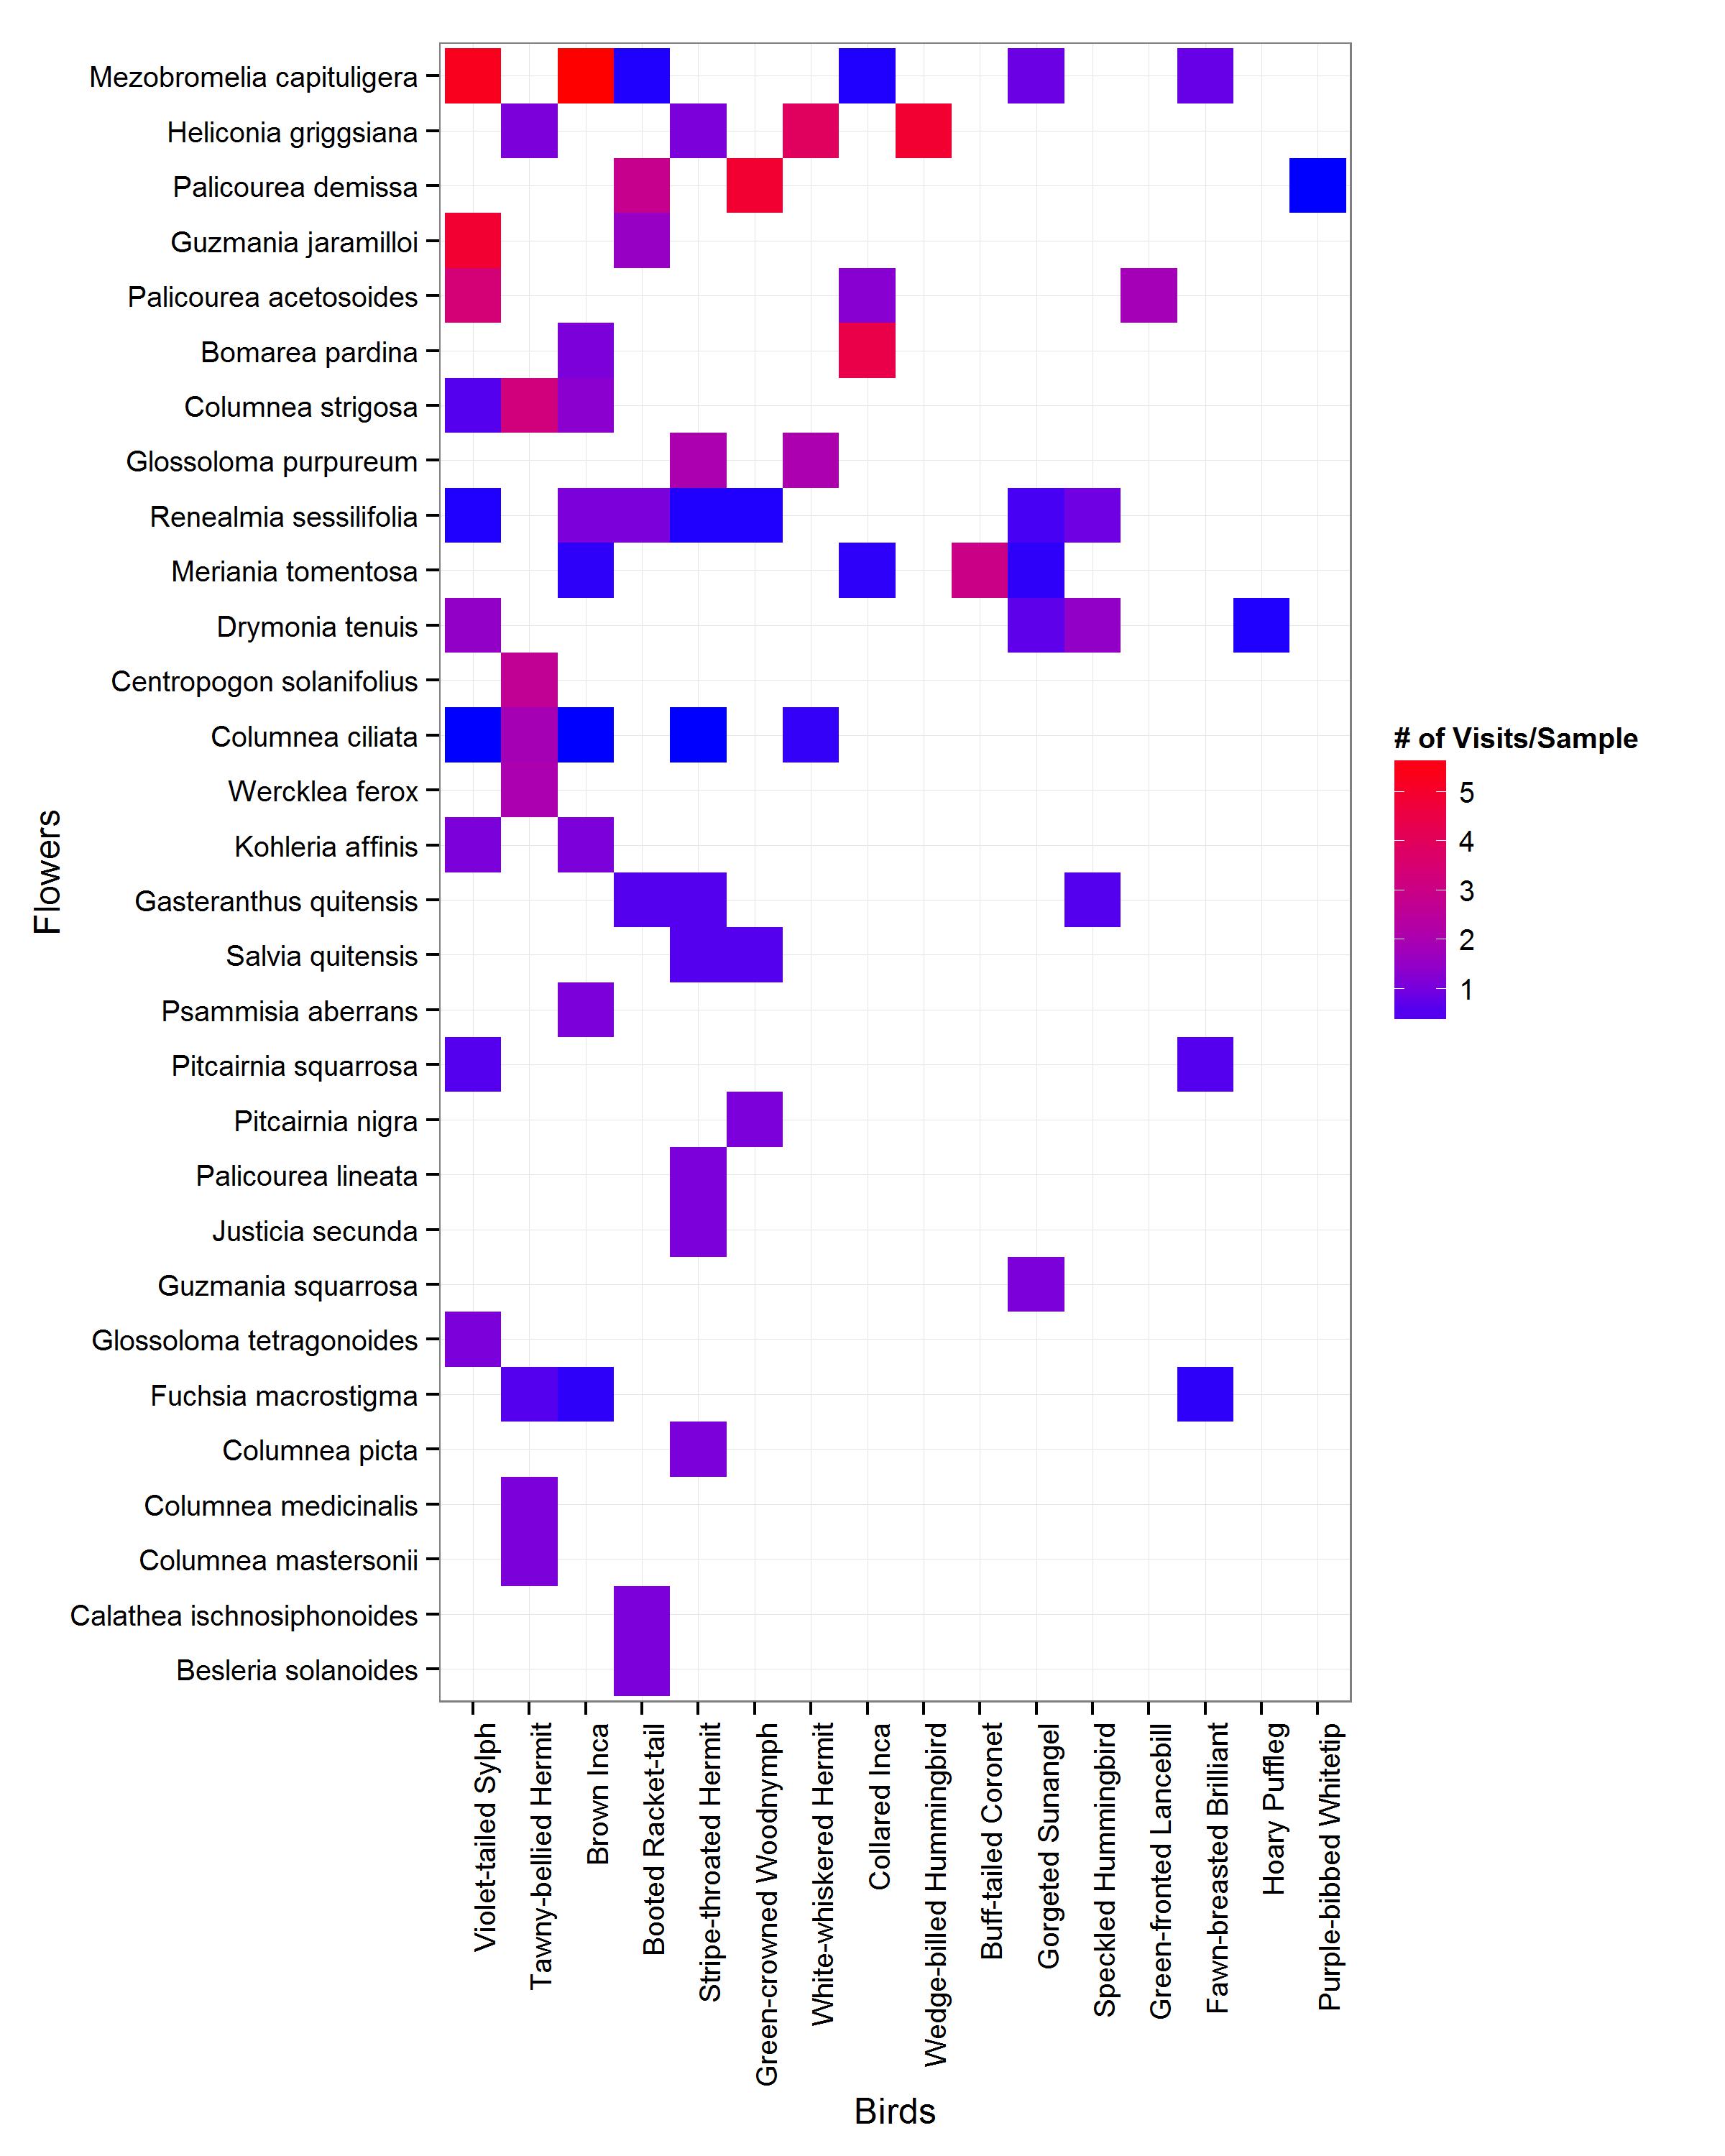 Mezobromelia capituligera
Heliconia griggsiana
Palicourea demissa
Guzmania jaramilloi
Palicourea acetosoides
Bomarea pardina
Columnea strigosa
Glossoloma purpureum
Renealmia sessilifolia
Meriania tomentosa
Drymonia tenuis
Centropogon solanifolius
Columnea ciliata
Wercklea ferox
Kohleria affinis
Gasteranthus quitensis
Salvia quitensis
Psammisia aberrans
Pitcairnia squarrosa
Pitcairnia nigra
Palicourea lineata
Justicia secunda
Guzmania squarrosa
Glossoloma tetragonoides
Fuchsia macrostigma
Columnea picta
Columnea medicinalis
Columnea mastersonii
Calathea ischnosiphonoides
Besleria solanoides
Flowers
# of Visits/Sample
5
4
3
2
1
Violet-tailed Sylph
Tawny-bellied Hermit
Brown Inca
Booted Racket-tail
Stripe-throated Hermit
Green-crowned Woodnymph
White-whiskered Hermit
Collared Inca
Wedge-billed Hummingbird
Buff-tailed Coronet
Gorgeted Sunangel
Speckled Hummingbird
Green-fronted Lancebill
Fawn-breasted Brilliant
Hoary Puffleg
Purple-bibbed Whitetip
Birds